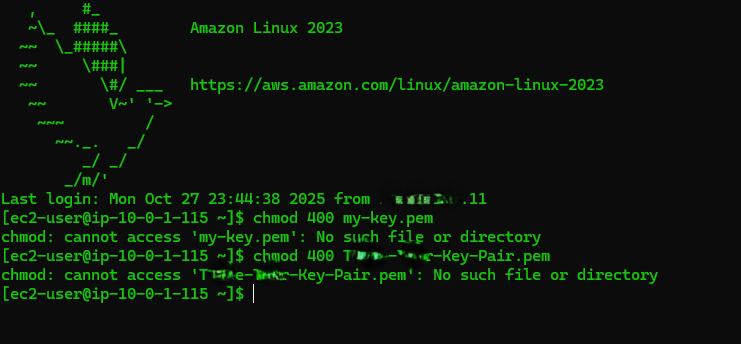 ,     #_
~\_  ####_        Amazon Linux 2023
~~  \_#####\
~~     \###|
~~       \#/ ___   https://aws.amazon.com/linux/amazon-linux-2023
~~       V~' '->
~~~         /
~~._.   _/
_/ _/
_/m/'
Last login: Mon Oct 27 23:44:38 2025 from .11
[ec2-user@ip-10-0-1-115 ~]$ chmod 400 my-key.pem
chmod: cannot access 'my-key.pem': No such file or directory
[ec2-user@ip-10-0-1-115 ~]$ chmod 400 -Key-Pair.pem
chmod: cannot access '-Key-Pair.pem': No such file or directory
[ec2-user@ip-10-0-1-115 ~]$